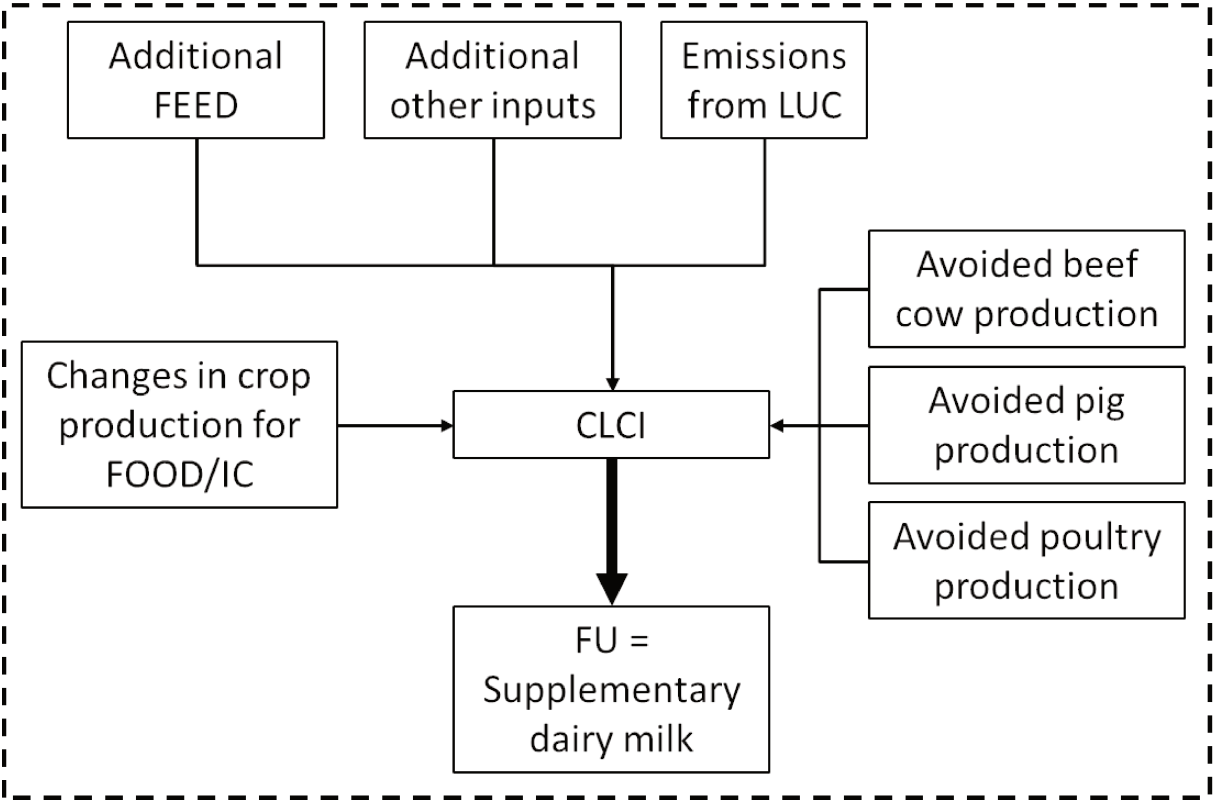 Additional
FEED
Additional
other inputs
Emissions
from LUC
Avoided beef
cow production
Changes in crop
production for
FOOD/IC
CLCI
Avoided pig
production
Avoided poultry
production
FU =
Supplementary
dairy milk